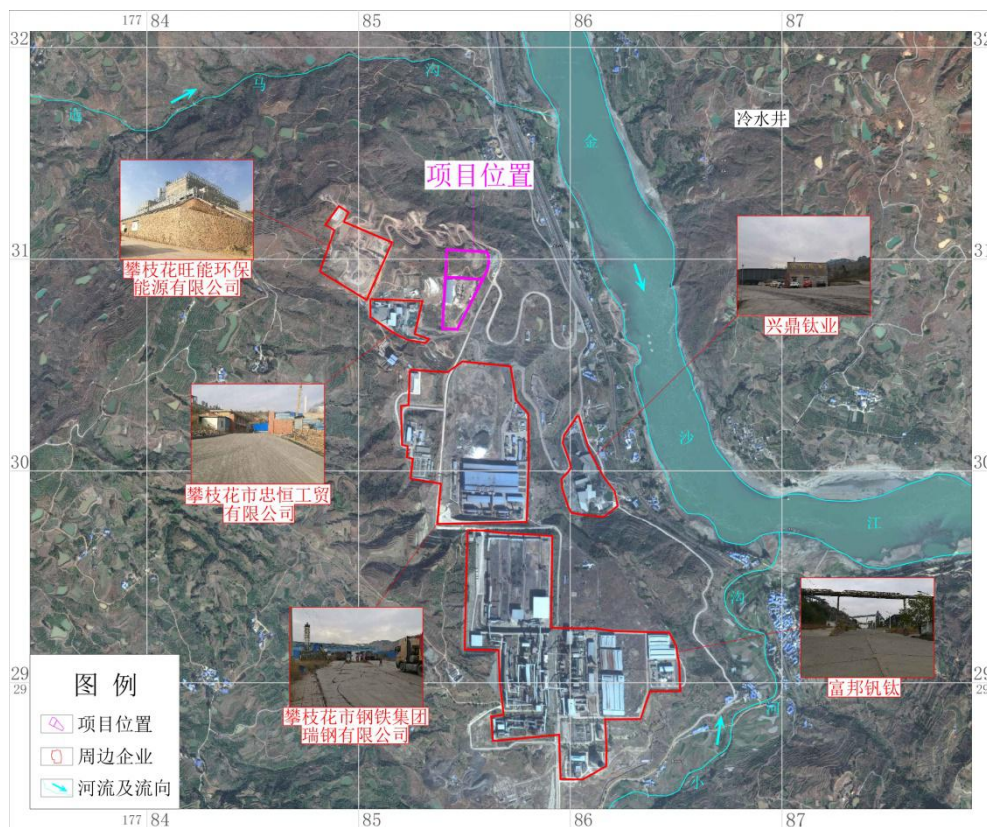 177 84 85 86 87
32 32
马
沟
金
冷水井
项目位置
31 31
攀枝花旺能环保
能源有限公司
兴鼎钛业
沙
30 30
攀枝花市忠恒工贸
有限公司
江
沟
29 29
29 29
富邦钒钛
攀枝花市钢铁集团
瑞钢有限公司
小
图 例
项目位置
周边企业
河流及流向
177 84 85 86 87